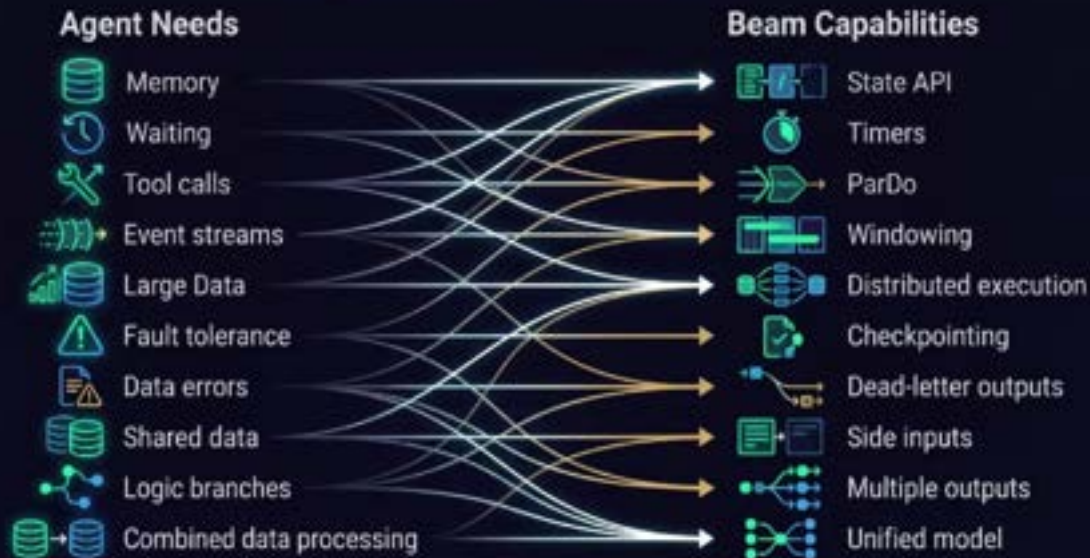 Agent Needs
Beam Capabilities
Memory
State API
Waiting
Timers
Tool calls
ParDo
Event streams
Windowing
Large Data
Distributed execution
Fault tolerance
Checkpointing
Data errors
Dead-letter outputs
Shared data
Side inputs
Logic branches
Multiple outputs
Combined data processing
Unified model